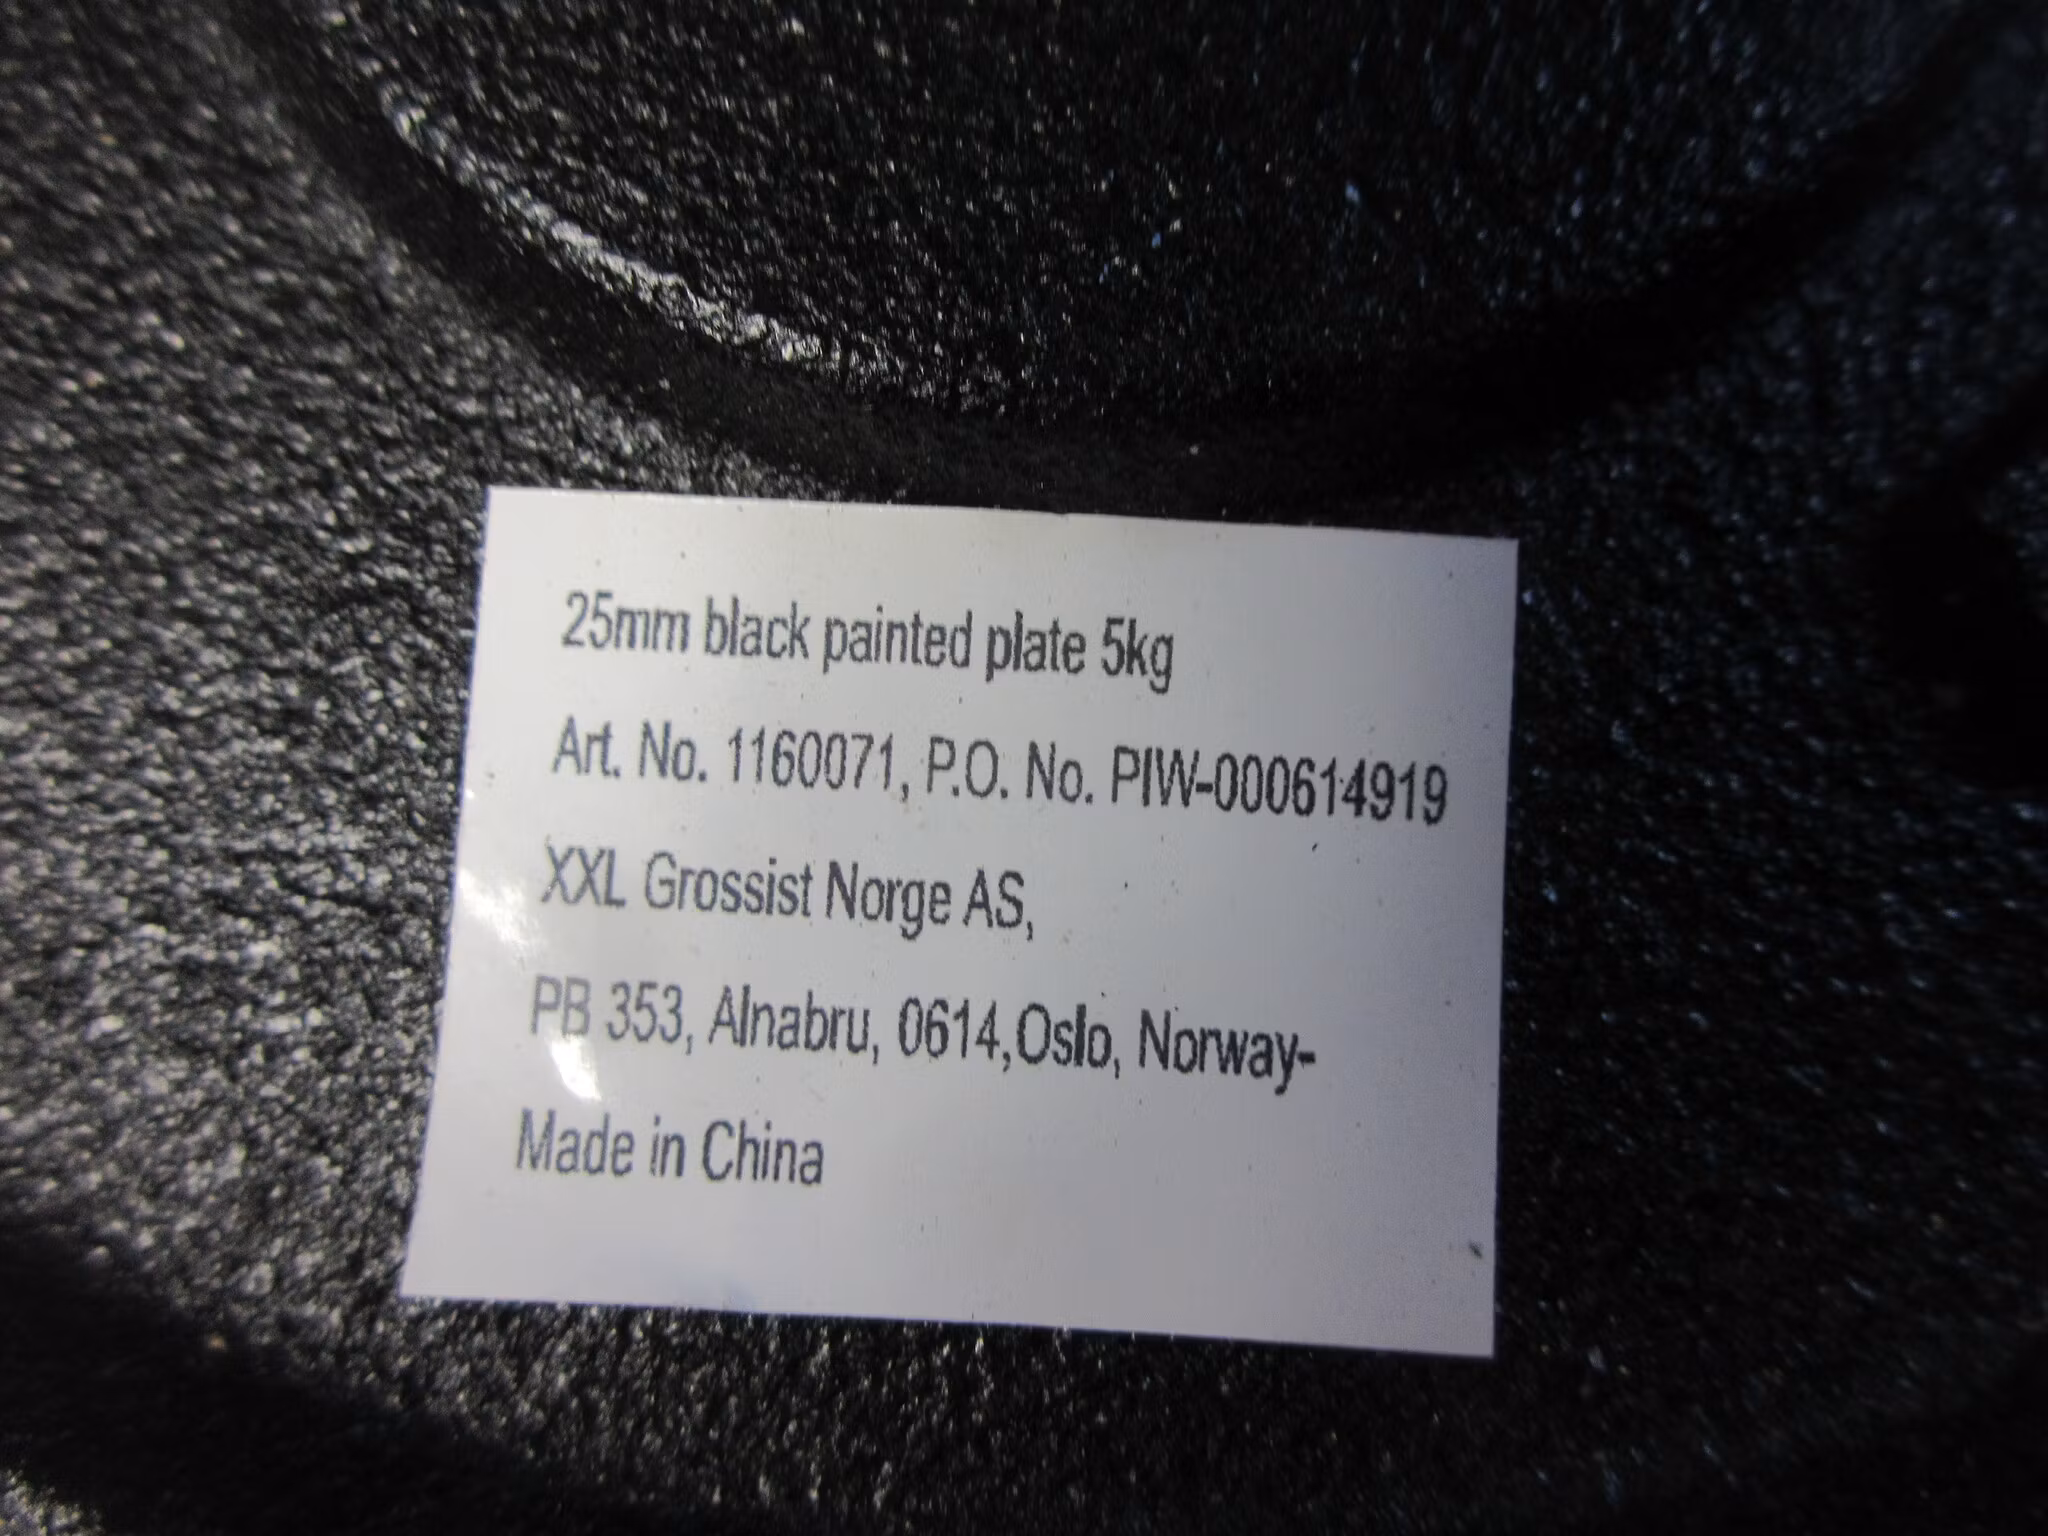 25mm black painted plate 5kg
Art. No. 1160071, P.O. No. PIW-000614919
XXL Grossist Norge AS,
PB 353, Alnabru, 0614,Oslo, Norway-
Made in China